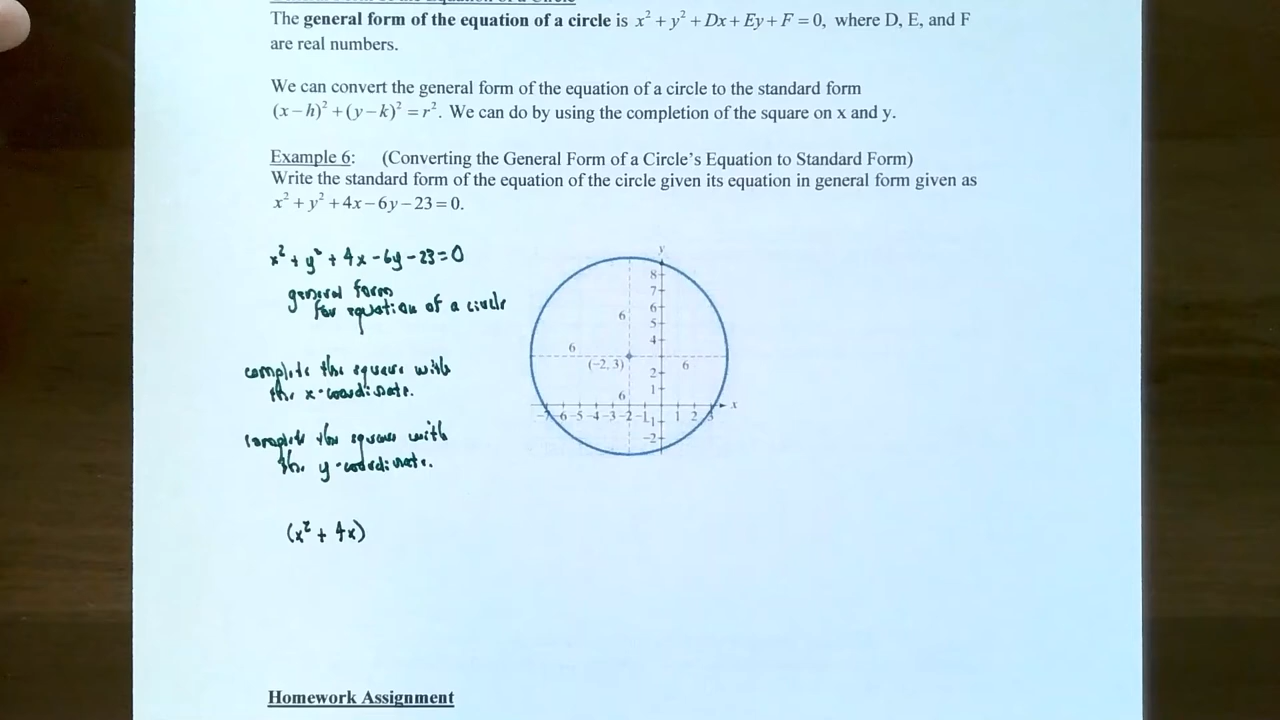 The general form of the equation of a circle is x² + y² + Dx + Ey + F = 0, where D, E, and F
are real numbers.
We can convert the general form of the equation of a circle to the standard form
(x − h)² + (y − k)² = r². We can do by using the completion of the square on x and y.
Example 6: (Converting the General Form of a Circle's Equation to Standard Form)
Write the standard form of the equation of the circle given its equation in general form given as
x² + y² + 4x − 6y − 23 = 0.
x² + y² + 4x - 6y - 23 = 0
general form
for equation of a circle
complete the square with
the x-coordinate.
complete the square with
the y-coordinate.
(x² + 4x)
y
8
7
6
6
5
4
6
(−2, 3)
6
2
1
6
x
−7 −6 −5 −4 −3 −2 −1 1 2 3
−1
−2
Homework Assignment